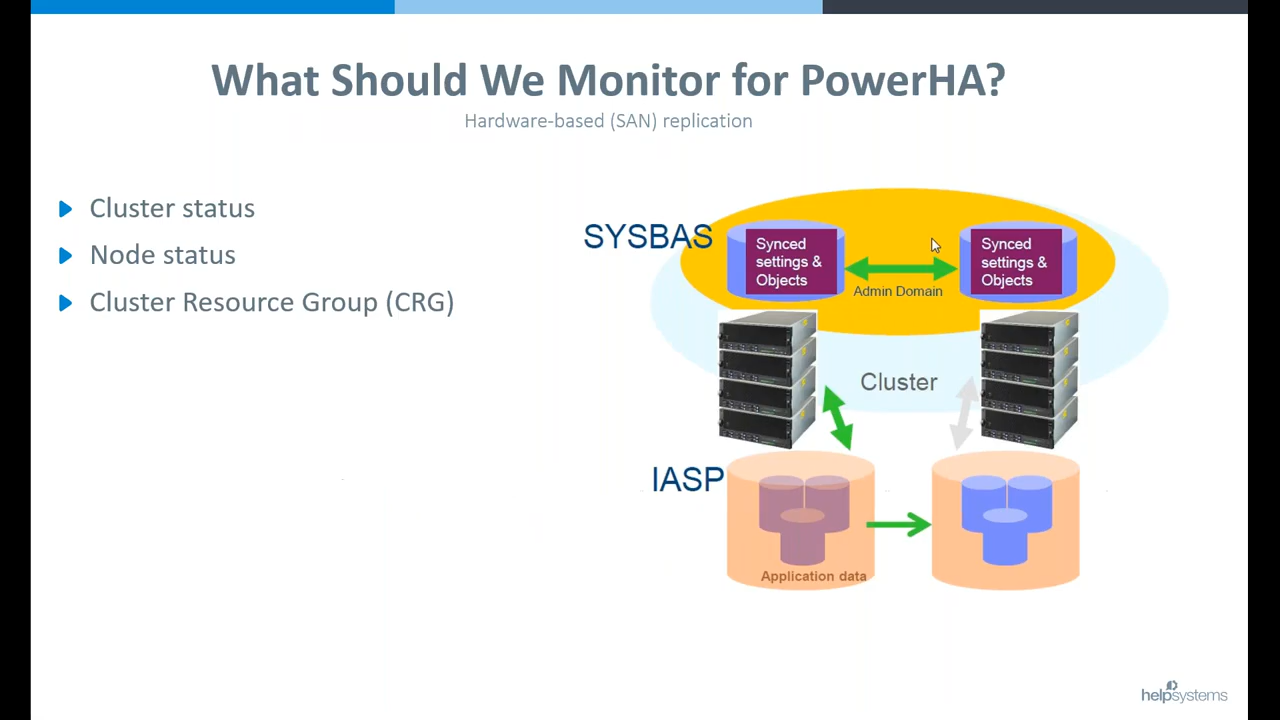 What Should We Monitor for PowerHA?
Hardware-based (SAN) replication
Cluster status
Node status
Cluster Resource Group (CRG)
SYSBAS
Synced
settings &
Objects
Admin Domain
Synced
settings &
Objects
Cluster
IASP
Application data
helpsystems